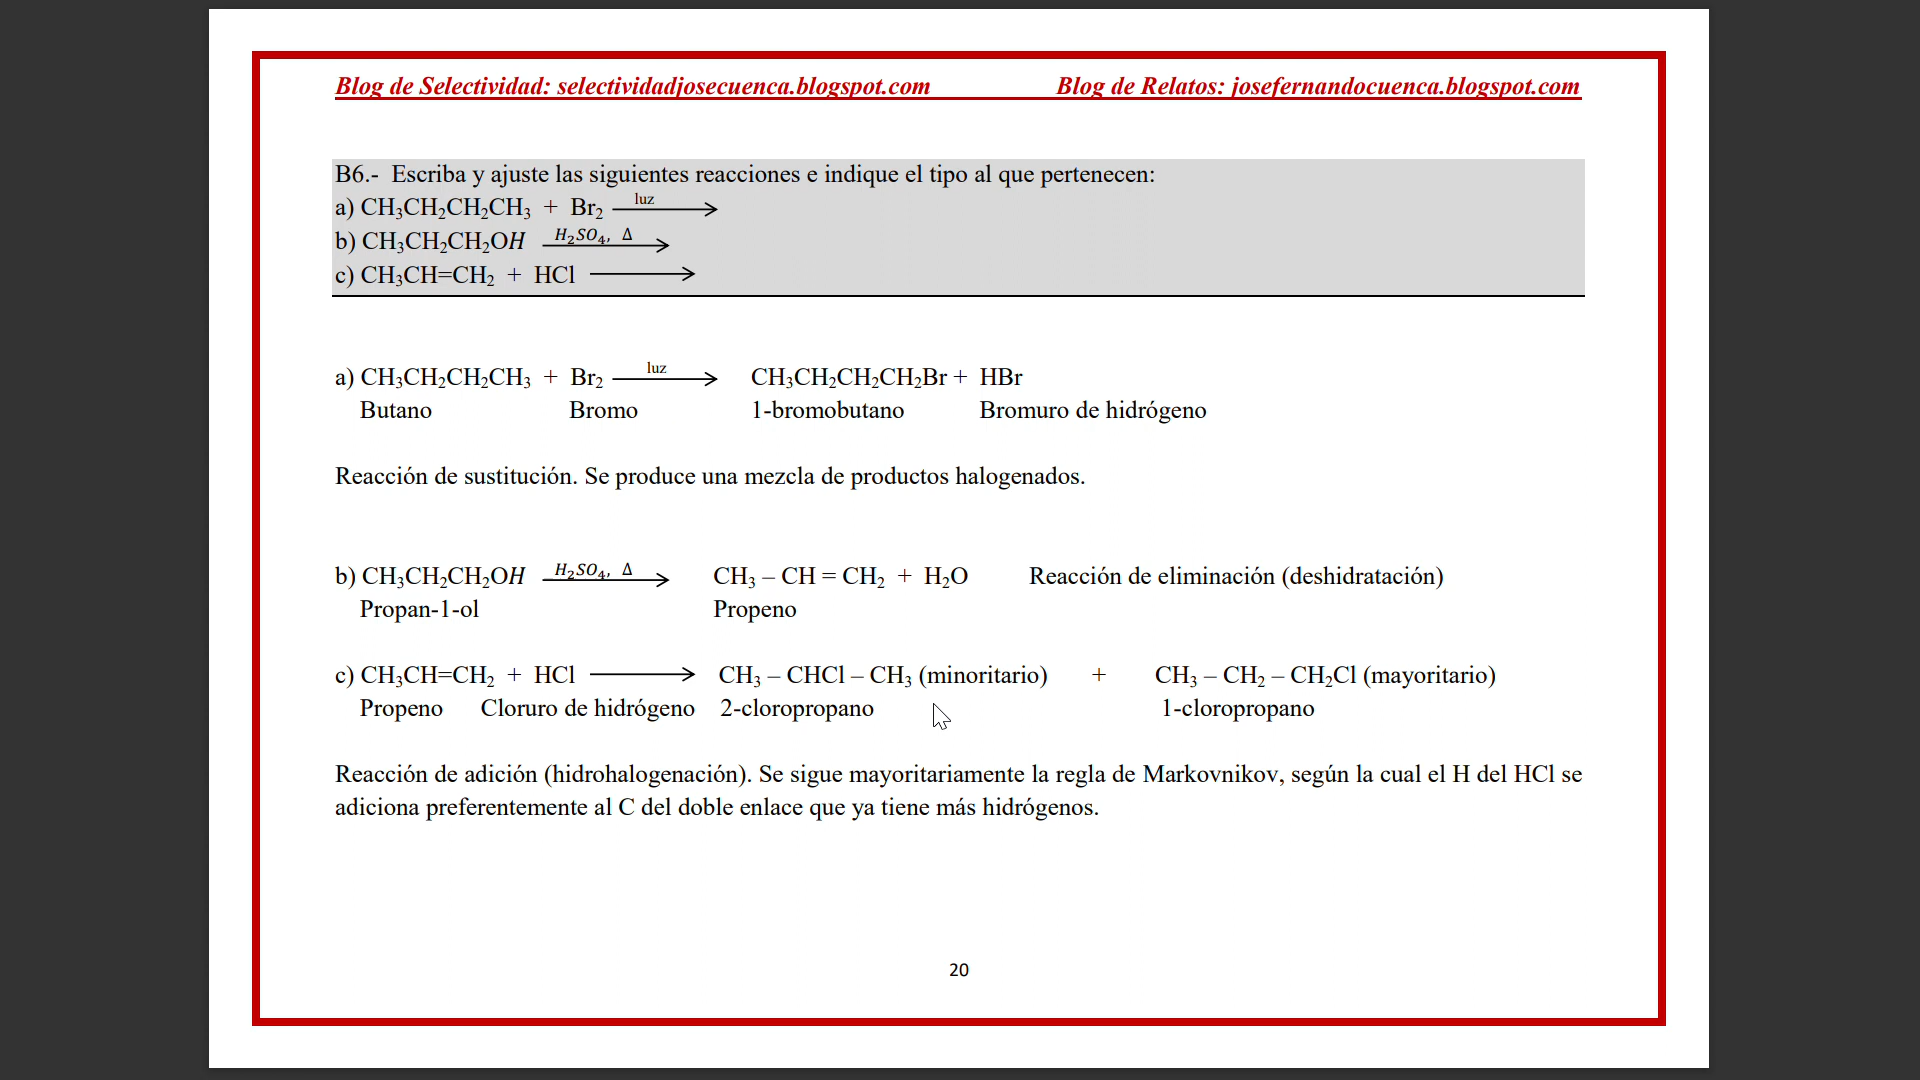 Blog de Selectividad: selectividadjosecuenca.blogspot.com Blog de Relatos: josefernandocuenca.blogspot.com
B6.- Escriba y ajuste las siguientes reacciones e indique el tipo al que pertenecen:
a) CH₃CH₂CH₂CH₃ + Br₂ luz ⟶
b) CH₃CH₂CH₂OH H₂SO₄, Δ ⟶
c) CH₃CH=CH₂ + HCl ⟶
a) CH₃CH₂CH₂CH₃ + Br₂ luz ⟶ CH₃CH₂CH₂CH₂Br + HBr
Butano Bromo 1-bromobutano Bromuro de hidrógeno
Reacción de sustitución. Se produce una mezcla de productos halogenados.
b) CH₃CH₂CH₂OH H₂SO₄, Δ ⟶ CH₃ – CH = CH₂ + H₂O Reacción de eliminación (deshidratación)
Propan-1-ol Propeno
c) CH₃CH=CH₂ + HCl ⟶ CH₃ – CHCl – CH₃ (minoritario) + CH₃ – CH₂ – CH₂Cl (mayoritario)
Propeno Cloruro de hidrógeno 2-cloropropano 1-cloropropano
Reacción de adición (hidrohalogenación). Se sigue mayoritariamente la regla de Markovnikov, según la cual el H del HCl se
adiciona preferentemente al C del doble enlace que ya tiene más hidrógenos.
20